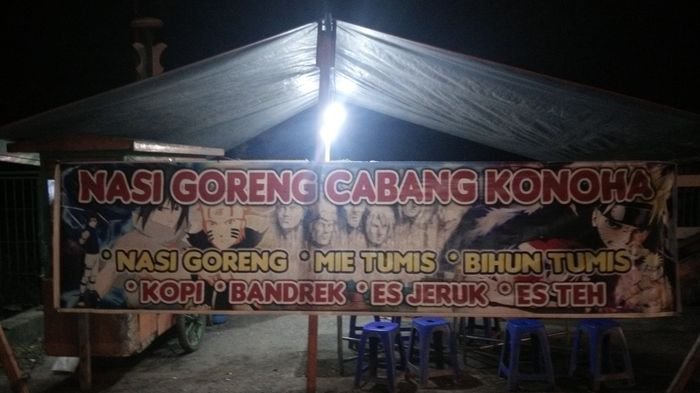 NASI GORENG CABANG KONOHA
* NASI GORENG * MIE TUMIS * BIHUN TUMIS
* KOPI * BANDREK * ES JERUK * ES TEH